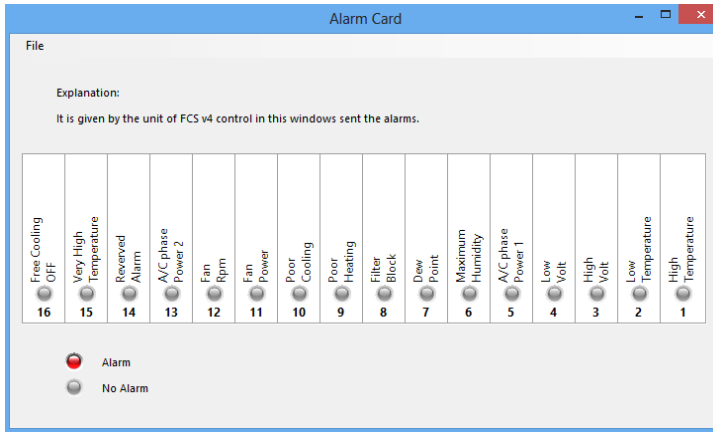 Alarm Card
File
Explanation:
It is given by the unit of FCS v4 control in this windows sent the alarms.
Free Cooling
OFF
Very High
Temperature
Reverved
Alarm
A/C phase
Power 2
Fan
Rpm
Fan
Power
Poor
Cooling
Poor
Heating
Filter
Block
Dew
Point
Maximum
Humidity
A/C phase
Power 1
Low
Volt
High
Volt
Low
Temperature
High
Temperature
16 15 14 13 12 11 10 9 8 7 6 5 4 3 2 1
Alarm
No Alarm